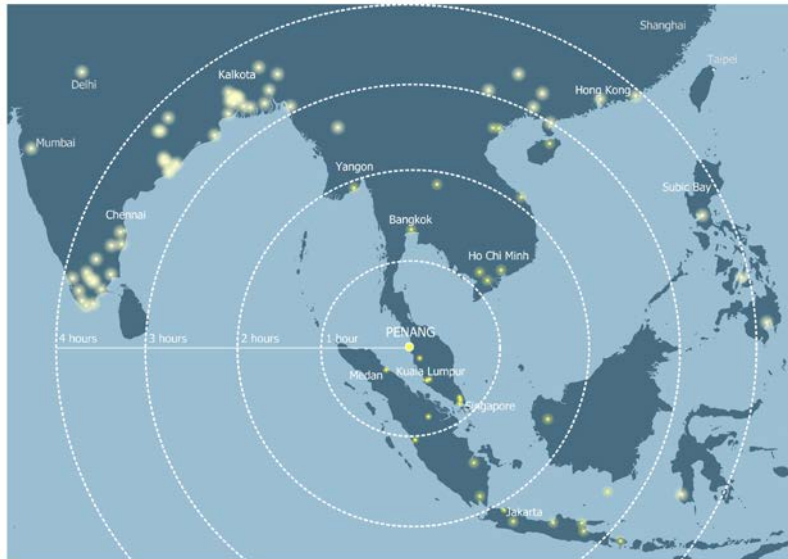 Shanghai
Taipei
Delhi
Kalkota
Hong Kong
Mumbai
Yangon
Subic Bay
Chennai
Bangkok
Ho Chi Minh
PENANG
4 hours
3 hours
2 hours
1 hour
Medan
Kuala Lumpur
Singapore
Jakarta